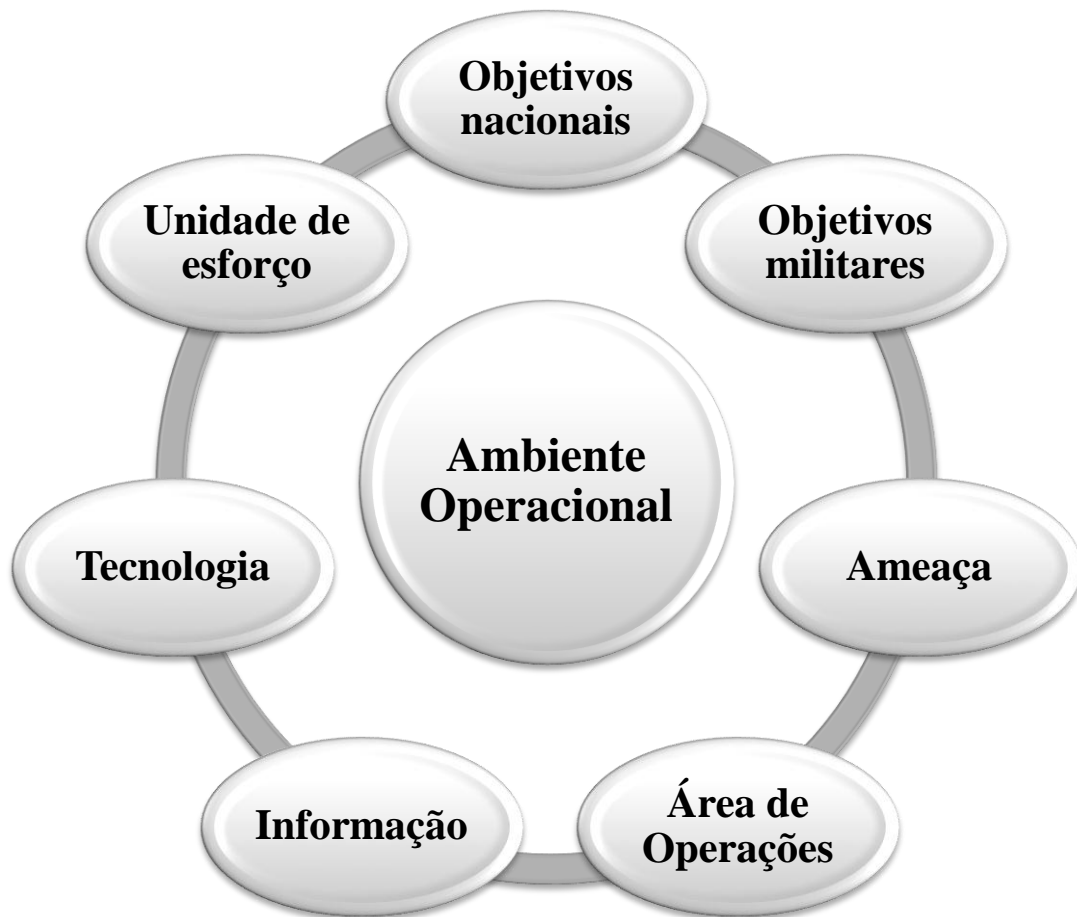 Objetivos
nacionais
Objetivos
militares
Ameaça
Área de
Operações
Informação
Tecnologia
Unidade de
esforço
Ambiente
Operacional